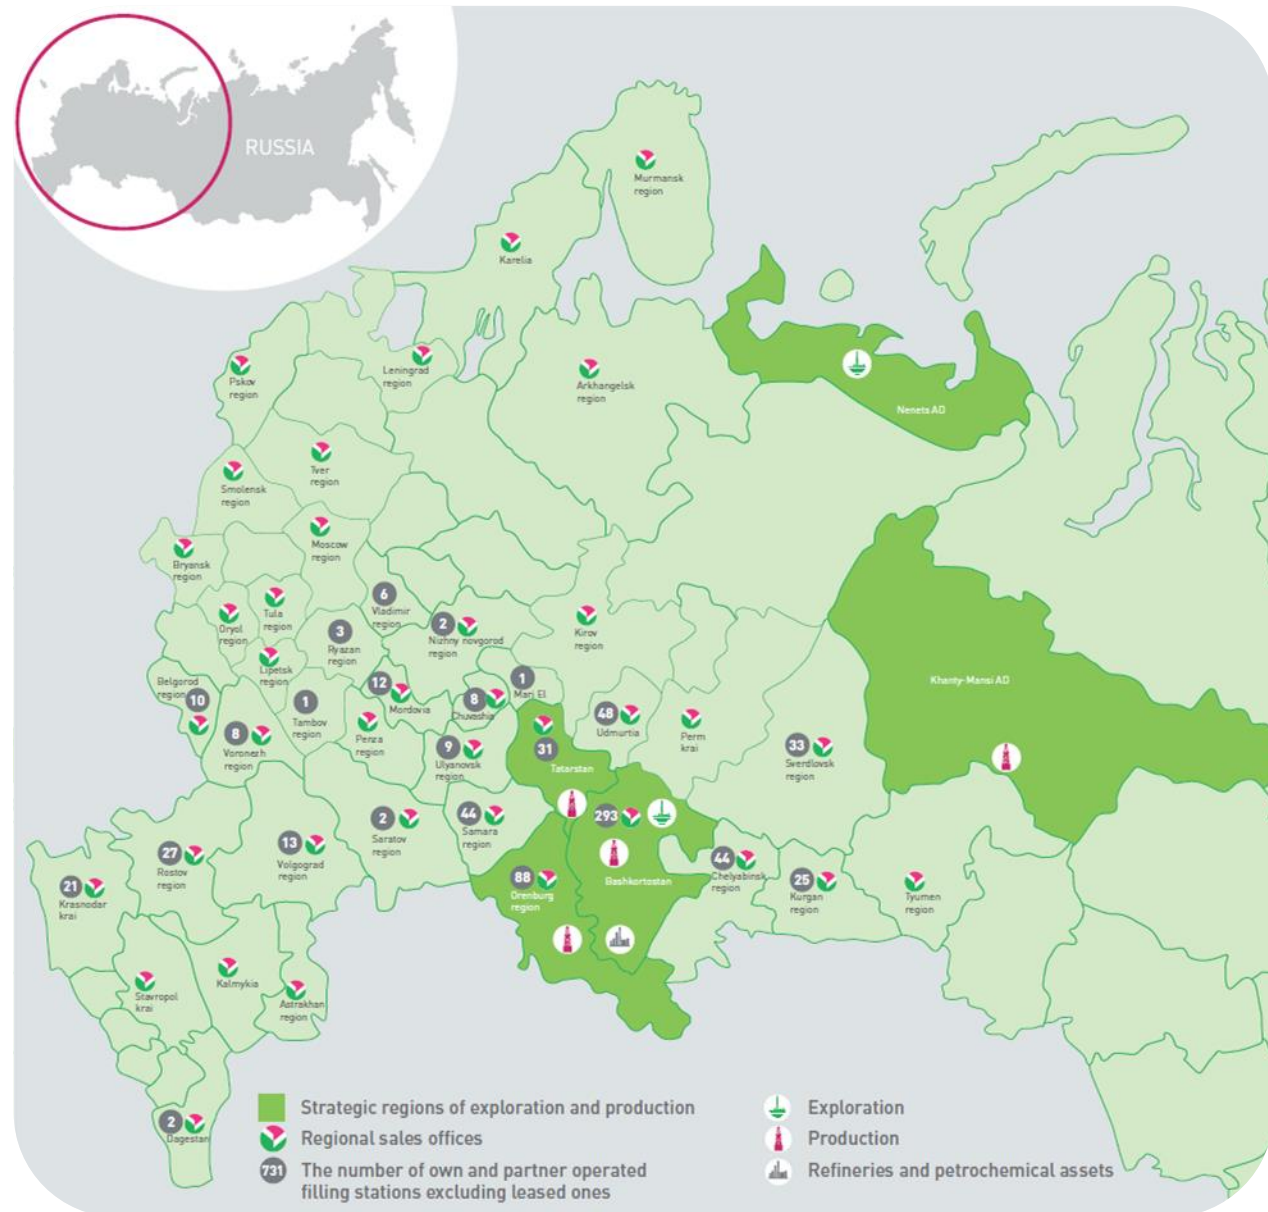 RUSSIA
Murmansk
region
Karelia
Leningrad
region
Pskov
region
Arkhangelsk
region
Nenets AD
Tver
region
Smolensk
region
Moscow
region
Bryansk
region
6
Vladimir
region
Tula
region
Oryol
region
3
Ryazan
region
2
Nizhny novgorod
region
Kirov
region
Lipetsk
region
Belgorod
region
10
1
Tambov
region
12
Mordovia
8
Chuvashia
1
Mari El
Khanty-Mansi AD
8
Voronezh
region
Penza
region
9
Ulyanovsk
region
31
Tatarstan
48
Udmurtia
Perm
krai
33
Sverdlovsk
region
2
Saratov
region
44
Samara
region
293
Bashkortostan
13
Volgograd
region
27
Rostov
region
21
Krasnodar
krai
88
Orenburg
region
44
Chelyabinsk
region
25
Kurgan
region
Tyumen
region
Stavropol
krai
Kalmykia
Astrakhan
region
2
Dagestan
Strategic regions of exploration and production
Regional sales offices
731 The number of own and partner operated
filling stations excluding leased ones
Exploration
Production
Refineries and petrochemical assets